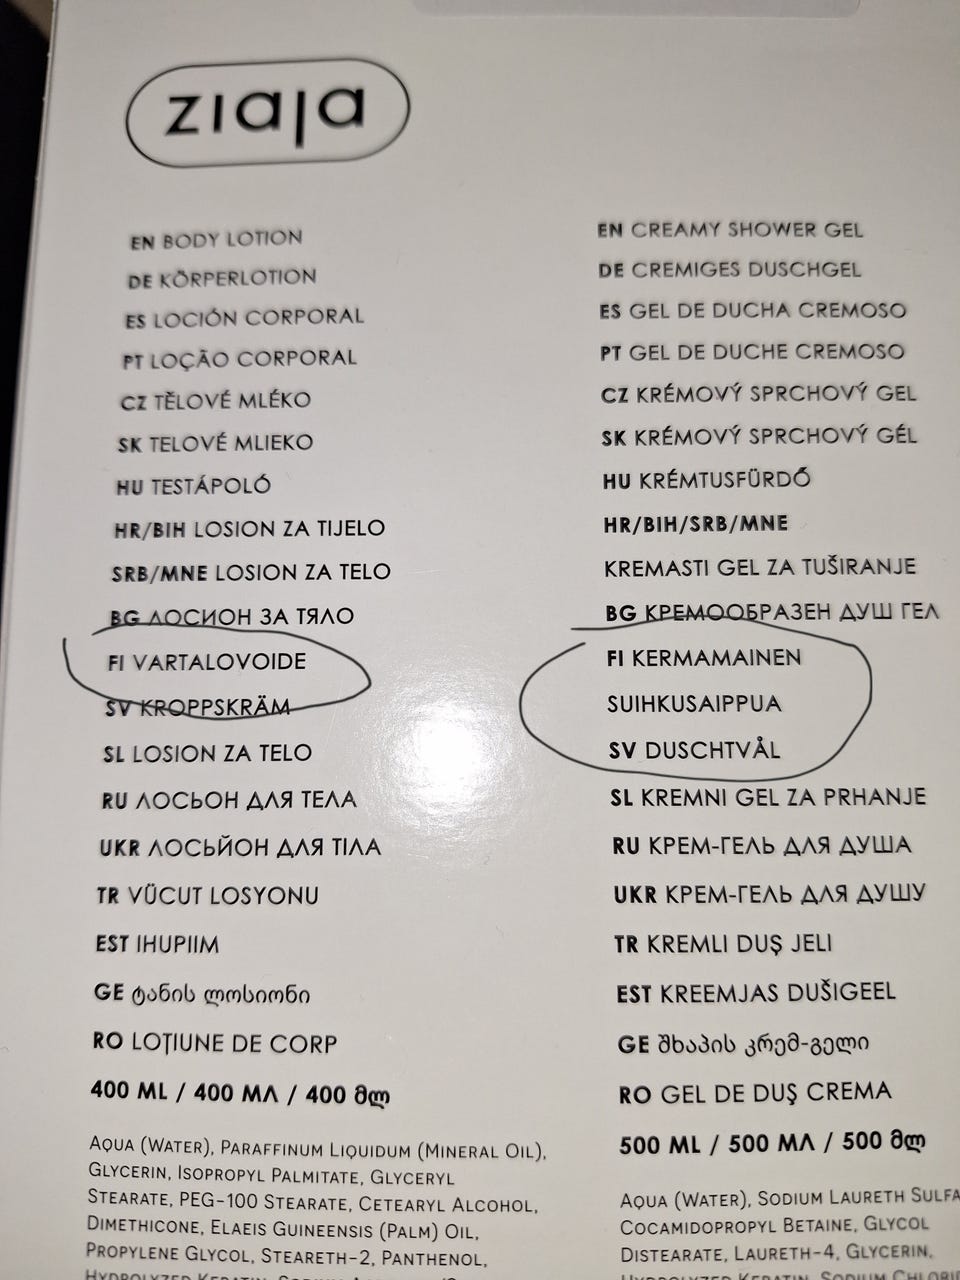 ziaja
EN BODY LOTION
DE KÖRPERLOTION
ES LOCIÓN CORPORAL
PT LOÇÃO CORPORAL
CZ TĚLOVÉ MLÉKO
SK TELOVÉ MLIEKO
HU TESTÁPOLÓ
HR/BIH LOSION ZA TIJELO
SRB/MNE LOSION ZA TELO
BG ЛОСИОН ЗА ТЯЛО
FI VARTALOVOIDE
SV KROPPSKRÄM
SL LOSION ZA TELO
RU ЛОСЬОН ДЛЯ ТЕЛА
UKR ЛОСЬЙОН ДЛЯ ТІЛА
TR VÜCUT LOSYONU
EST IHUPIIM
GE ტანის ლოსიონი
RO LOȚIUNE DE CORP
400 ML / 400 МЛ / 400 მლ
AQUA (WATER), PARAFFINUM LIQUIDUM (MINERAL OIL),
GLYCERIN, ISOPROPYL PALMITATE, GLYCERYL
STEARATE, PEG-100 STEARATE, CETEARYL ALCOHOL,
DIMETHICONE, ELAEIS GUINEENSIS (PALM) OIL,
PROPYLENE GLYCOL, STEARETH-2, PANTHENOL,
EN CREAMY SHOWER GEL
DE CREMIGES DUSCHGEL
ES GEL DE DUCHA CREMOSO
PT GEL DE DUCHE CREMOSO
CZ KRÉMOVÝ SPRCHOVÝ GEL
SK KRÉMOVÝ SPRCHOVÝ GÉL
HU KRÉMTUSFÜRDŐ
HR/BIH/SRB/MNE
KREMASTI GEL ZA TUŠIRANJE
BG КРЕМООБРАЗЕН ДУШ ГЕЛ
FI KERMAMAINEN
SUIHKUSAIPPUA
SV DUSCHTVÅL
SL KREMNI GEL ZA PRHANJE
RU КРЕМ-ГЕЛЬ ДЛЯ ДУША
UKR КРЕМ-ГЕЛЬ ДЛЯ ДУШУ
TR KREMLI DUŞ JELI
EST KREEMJAS DUŠIGEEL
GE შხაპის კრემ-გელი
RO GEL DE DUŞ CREMA
500 ML / 500 МЛ / 500 მლ
AQUA (WATER), SODIUM LAURETH SULFA
COCAMIDOPROPYL BETAINE, GLYCOL
DISTEARATE, LAURETH-4, GLYCERIN,